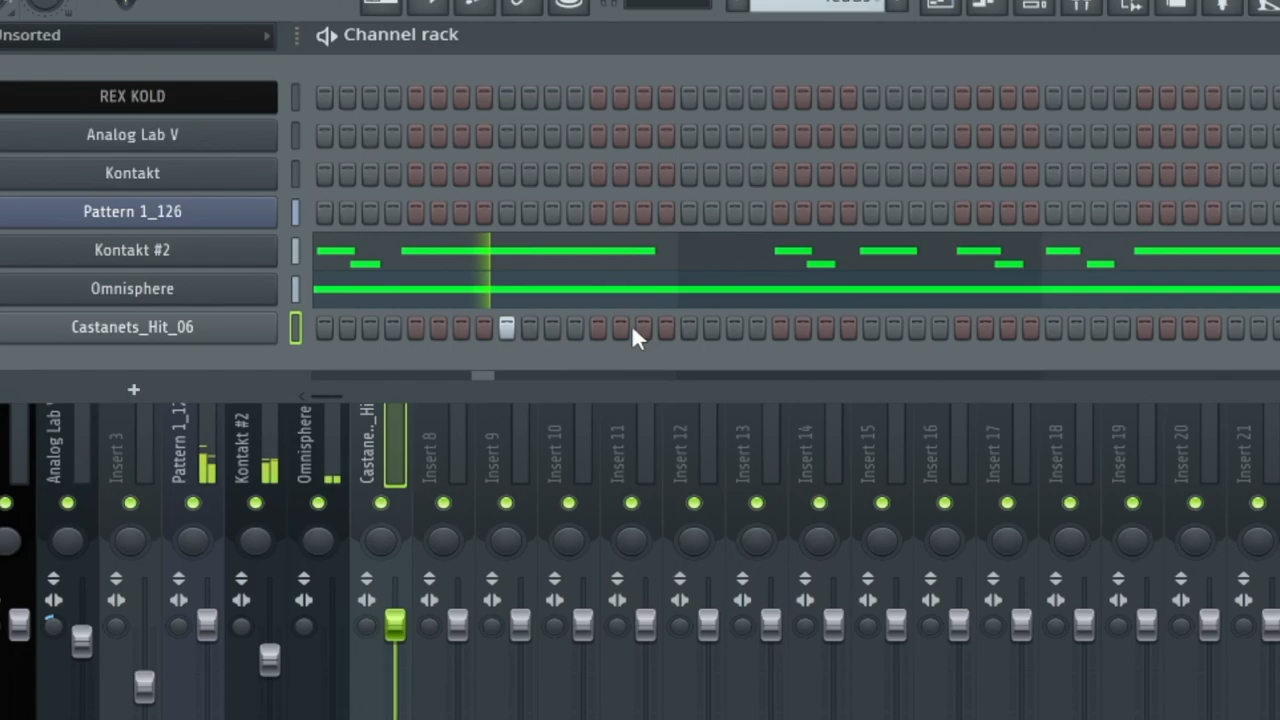 Unsorted
Channel rack
REX KOLD
Analog Lab V
Kontakt
Pattern 1_126
Kontakt #2
Omnisphere
Castanets_Hit_06
+
Analog Lab
Insert 3
Pattern 1_12
Kontakt #2
Omnisphere
Castane.._Hi
Insert 8
Insert 9
Insert 10
Insert 11
Insert 12
Insert 13
Insert 14
Insert 15
Insert 16
Insert 17
Insert 18
Insert 19
Insert 20
Insert 21